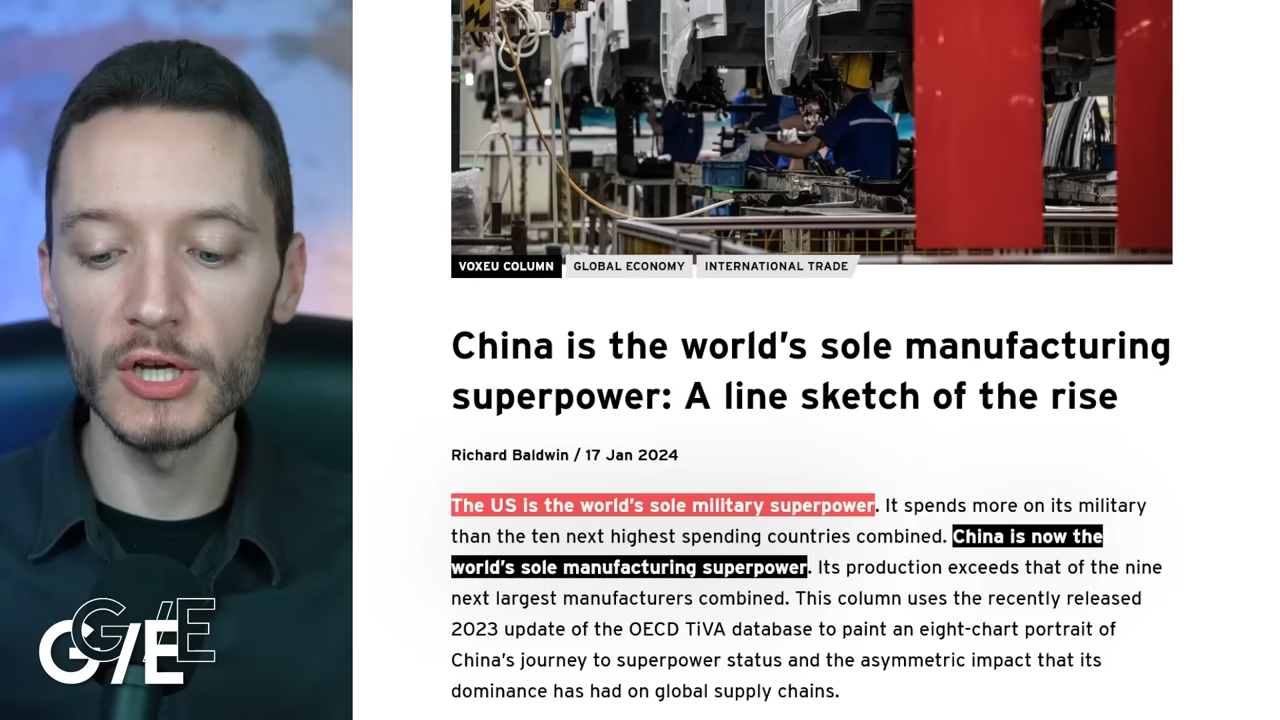 VOXEU COLUMN GLOBAL ECONOMY INTERNATIONAL TRADE
China is the world's sole manufacturing
superpower: A line sketch of the rise
Richard Baldwin / 17 Jan 2024
The US is the world's sole military superpower. It spends more on its military
than the ten next highest spending countries combined. China is now the
world's sole manufacturing superpower. Its production exceeds that of the nine
next largest manufacturers combined. This column uses the recently released
2023 update of the OECD TiVA database to paint an eight-chart portrait of
China's journey to superpower status and the asymmetric impact that its
dominance has had on global supply chains.
G/E
G/E